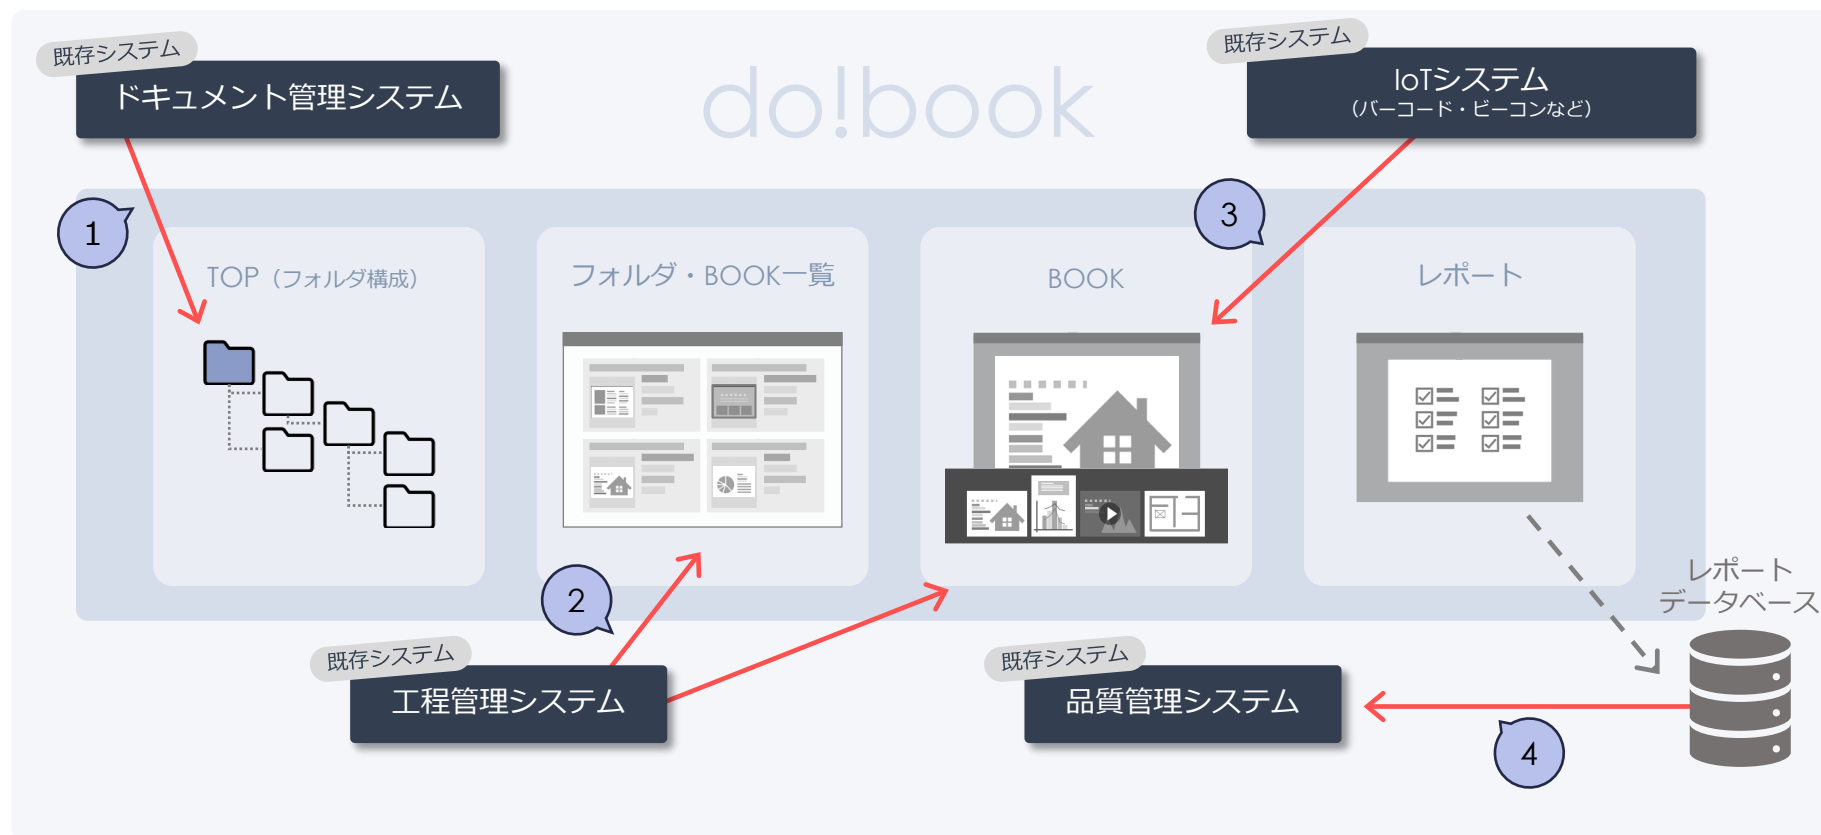 既存システム
ドキュメント管理システム
do!book
既存システム
IoTシステム
（バーコード・ビーコンなど）
1
3
TOP（フォルダ構成）
フォルダ・BOOK一覧
BOOK
レポート
2
レポート
データベース
既存システム
工程管理システム
既存システム
品質管理システム
4